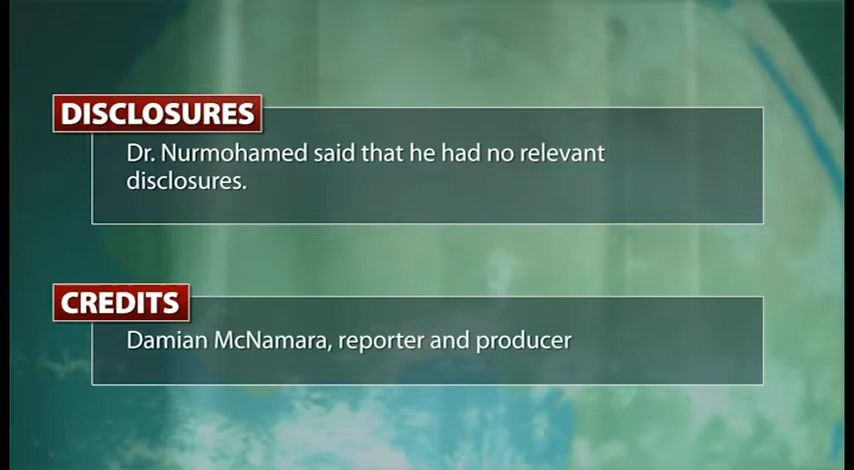 DISCLOSURES
Dr. Nurmohamed said that he had no relevant
disclosures.
CREDITS
Damian McNamara, reporter and producer